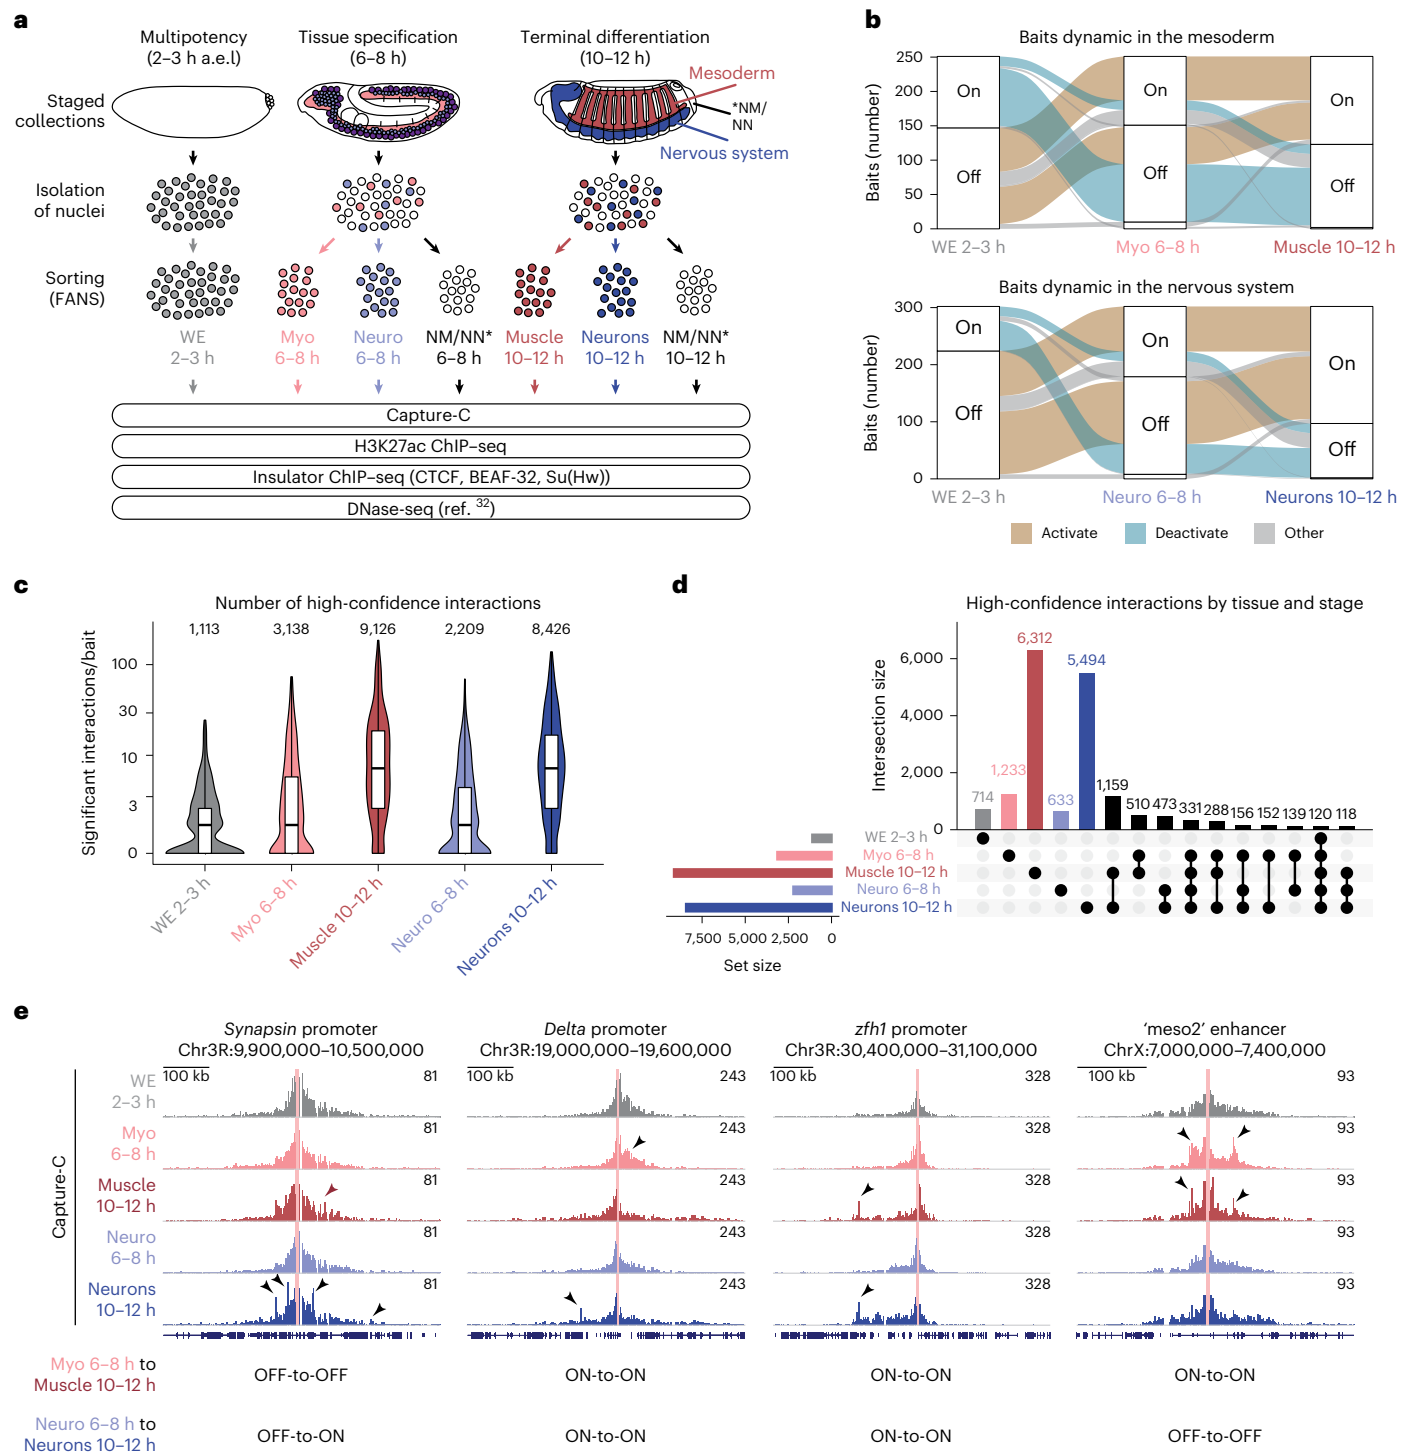 a
Multipotency
(2–3 h a.e.l)
Tissue specification
(6–8 h)
Terminal differentiation
(10–12 h)
Staged
collections
Mesoderm
*NM/
NN
Nervous system
Isolation
of nuclei
Sorting
(FANS)
WE
2–3 h
Myo
6–8 h
Neuro
6–8 h
NM/NN*
6–8 h
Muscle
10–12 h
Neurons
10–12 h
NM/NN*
10–12 h
Capture-C
H3K27ac ChIP–seq
Insulator ChIP–seq (CTCF, BEAF-32, Su(Hw))
DNase-seq (ref. 32)
b
Baits dynamic in the mesoderm
Baits (number)
250
200
150
100
50
0
On
Off
On
Off
On
Off
WE 2–3 h
Myo 6–8 h
Muscle 10–12 h
Baits dynamic in the nervous system
Baits (number)
300
200
100
0
On
Off
On
Off
On
Off
WE 2–3 h
Neuro 6–8 h
Neurons 10–12 h
Activate
Deactivate
Other
c
Number of high-confidence interactions
1,113
3,138
9,126
2,209
8,426
Significant interactions/bait
100
30
10
3
0
WE 2–3 h
Myo 6–8 h
Muscle 10–12 h
Neuro 6–8 h
Neurons 10–12 h
d
High-confidence interactions by tissue and stage
Intersection size
6,000
4,000
2,000
0
714
1,233
6,312
633
5,494
1,159
510
473
331
288
156
152
139
120
118
WE 2–3 h
Myo 6–8 h
Muscle 10–12 h
Neuro 6–8 h
Neurons 10–12 h
7,500
5,000
2,500
0
Set size
e
Synapsin promoter
Chr3R:9,900,000–10,500,000
Delta promoter
Chr3R:19,000,000–19,600,000
zfh1 promoter
Chr3R:30,400,000–31,100,000
‘meso2’ enhancer
ChrX:7,000,000–7,400,000
100 kb
100 kb
100 kb
100 kb
Capture-C
WE
2–3 h
81
243
328
93
Myo
6–8 h
81
243
328
93
Muscle
10–12 h
81
243
328
93
Neuro
6–8 h
81
243
328
93
Neurons
10–12 h
81
243
328
93
Myo 6–8 h to
Muscle 10–12 h
OFF-to-OFF
ON-to-ON
ON-to-ON
ON-to-ON
Neuro 6–8 h to
Neurons 10–12 h
OFF-to-ON
ON-to-ON
ON-to-ON
OFF-to-OFF